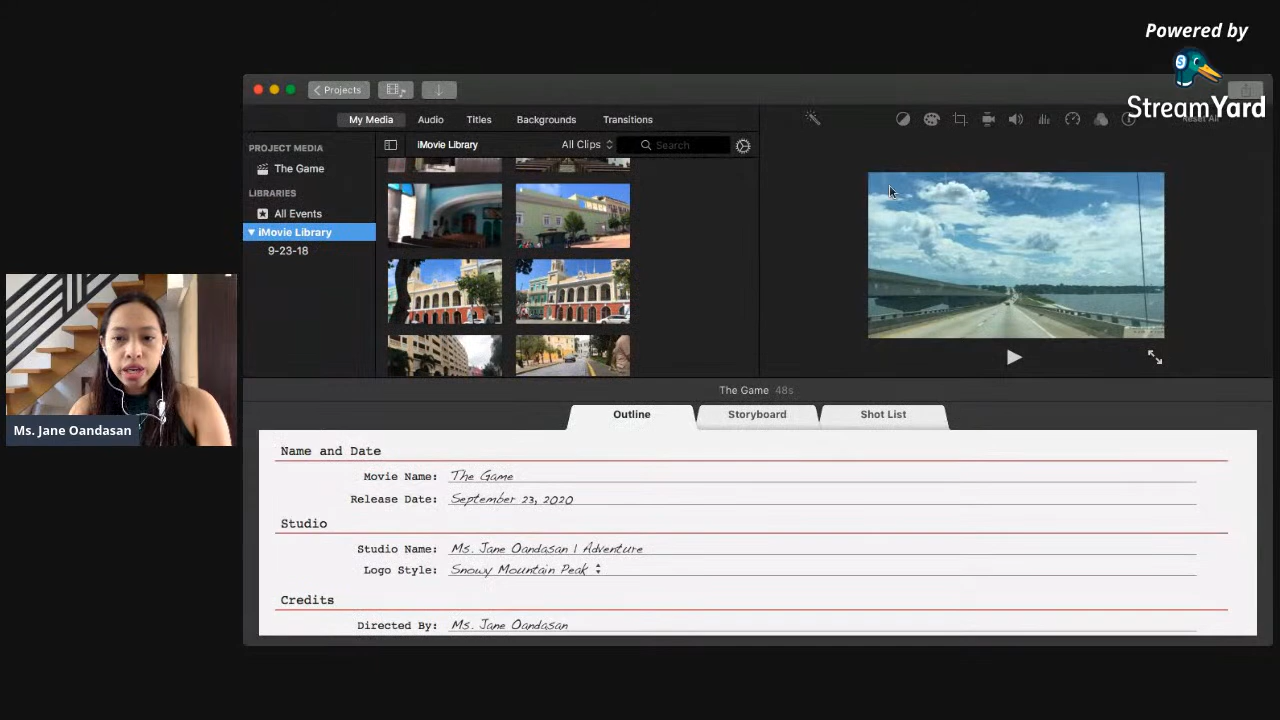 Powered by
StreamYard
Projects
My Media Audio Titles Backgrounds Transitions
Reset All
PROJECT MEDIA
The Game
LIBRARIES
All Events
iMovie Library
9-23-18
iMovie Library All Clips Search
The Game 48s
Outline Storyboard Shot List
Name and Date
Movie Name: The Game
Release Date: September 23, 2020
Studio
Studio Name: Ms. Jane Oandasan | Adventure
Logo Style: Snowy Mountain Peak
Credits
Directed By: Ms. Jane Oandasan
Ms. Jane Oandasan